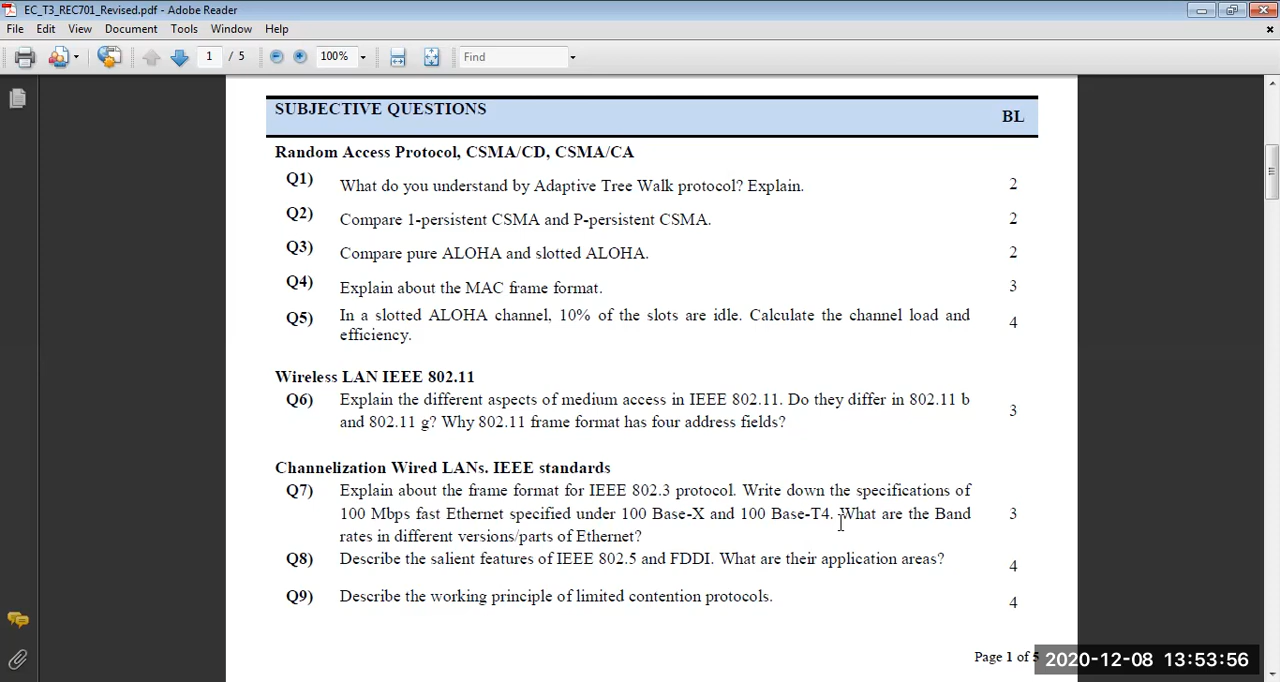 EC_T3_REC701_Revised.pdf - Adobe Reader
File Edit View Document Tools Window Help
1 / 5 100% Find
SUBJECTIVE QUESTIONS BL
Random Access Protocol, CSMA/CD, CSMA/CA
Q1) What do you understand by Adaptive Tree Walk protocol? Explain. 2
Q2) Compare 1-persistent CSMA and P-persistent CSMA. 2
Q3) Compare pure ALOHA and slotted ALOHA. 2
Q4) Explain about the MAC frame format. 3
Q5) In a slotted ALOHA channel, 10% of the slots are idle. Calculate the channel load and 4
efficiency.
Wireless LAN IEEE 802.11
Q6) Explain the different aspects of medium access in IEEE 802.11. Do they differ in 802.11 b 3
and 802.11 g? Why 802.11 frame format has four address fields?
Channelization Wired LANs. IEEE standards
Q7) Explain about the frame format for IEEE 802.3 protocol. Write down the specifications of
100 Mbps fast Ethernet specified under 100 Base-X and 100 Base-T4. What are the Band 3
rates in different versions/parts of Ethernet?
Q8) Describe the salient features of IEEE 802.5 and FDDI. What are their application areas? 4
Q9) Describe the working principle of limited contention protocols. 4
Page 1 of 5
2020-12-08 13:53:56